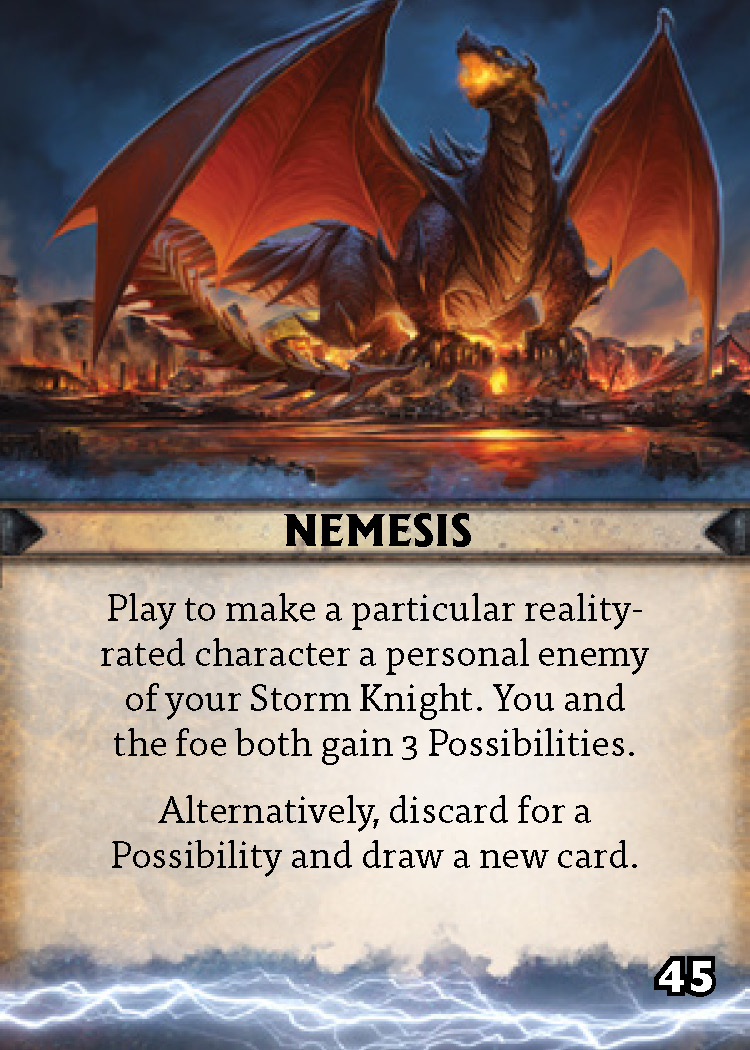 NEMESIS
Play to make a particular reality-
rated character a personal enemy
of your Storm Knight. You and
the foe both gain 3 Possibilities.
Alternatively, discard for a
Possibility and draw a new card.
45